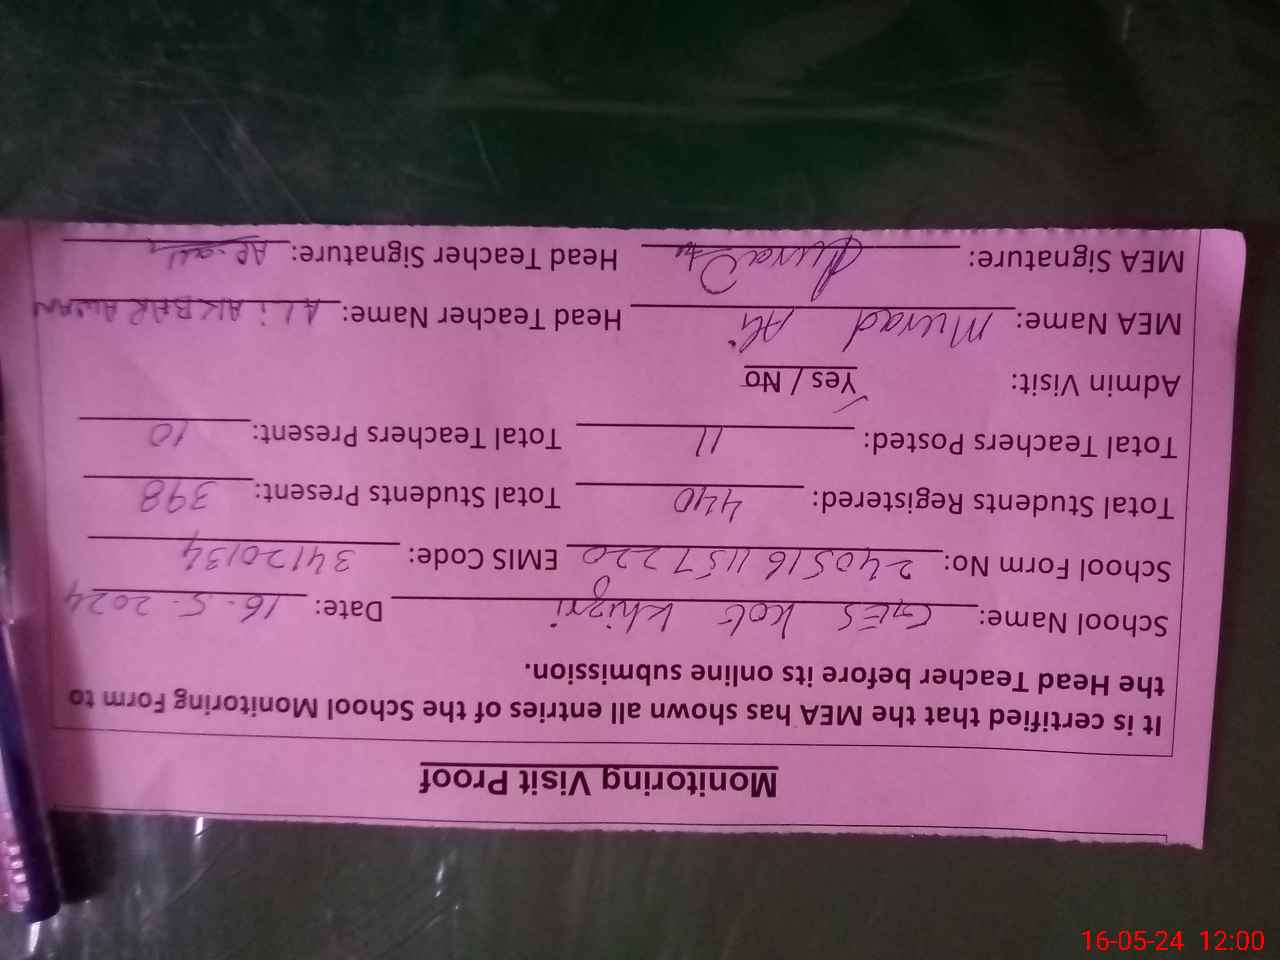 Monitoring Visit Proof
It is certified that the MEA has shown all entries of the School Monitoring Form to
the Head Teacher before its online submission.
School Name: GES kot khizri Date: 16-5-2024
School Form No: 2405161157220 EMIS Code: 34120134
Total Students Registered: 440 Total Students Present: 398
Total Teachers Posted: 11 Total Teachers Present: 10
Admin Visit: Yes / No
MEA Name: Murad Ali Head Teacher Name: ALi AKBAR AWAN
MEA Signature: Head Teacher Signature:
16-05-24 12:00